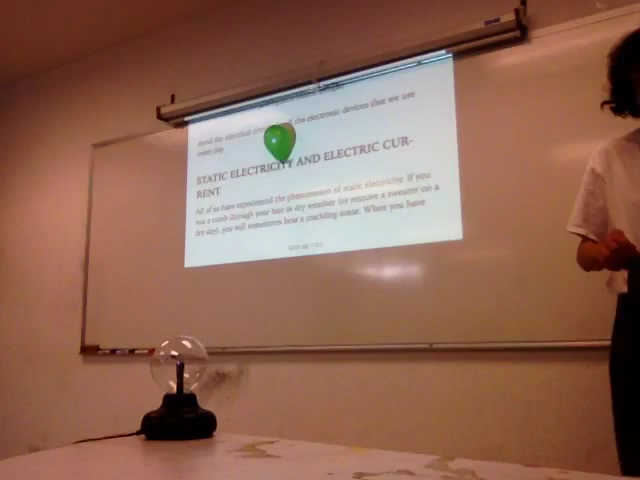 the electronic devices that we use
every day.
STATIC ELECTRICITY AND ELECTRIC CUR-
RENT
All of us have experienced the phenomenon of static electricity. If you
run a comb through your hair in dry weather (or remove a sweater on a
dry day), you will sometimes hear a crackling noise. When you have